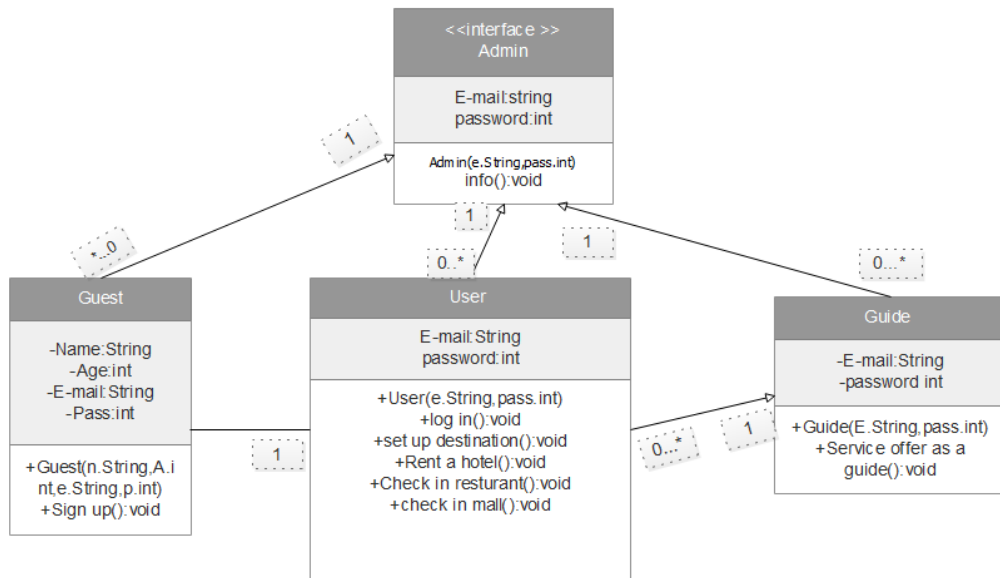 <<interface >>
Admin
E-mail:string
password:int
Admin(e.String,pass.int)
info():void
1
1
1
*...0
0..*
0...*
Guest
-Name:String
-Age:int
-E-mail:String
-Pass:int
+Guest(n.String,A.i
nt,e.String,p.int)
+Sign up():void
1
User
E-mail:String
password:int
+User(e.String,pass.int)
+log in():void
+set up destination():void
+Rent a hotel():void
+Check in resturant():void
+check in mall():void
0...*
1
Guide
-E-mail:String
-password int
+Guide(E.String,pass.int)
+Service offer as a
guide():void